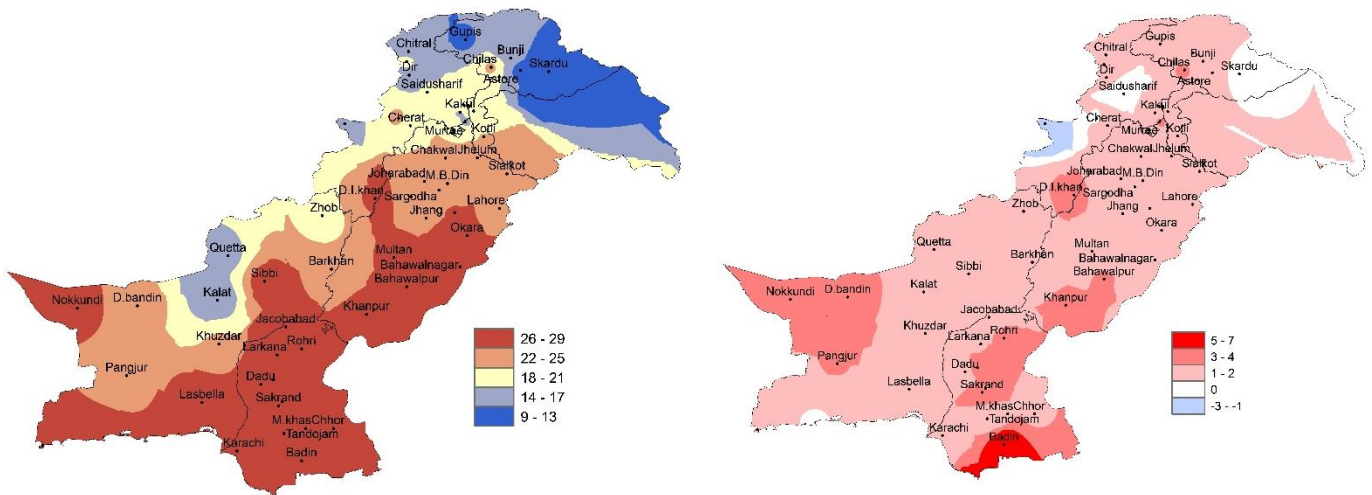 Gupis
Chitral
Bunji
Chilas
Skardu
Dir
Astore
Saidusharif
Kakul
Cherat
Kotli
Chakwal
Jhelum
Sialkot
Joharabad
M.B.Din
D.I.khan
Sargodha
Lahore
Zhob
Jhang
Okara
Quetta
Multan
Barkhan
Bahawalnagar
Sibbi
Bahawalpur
Nokkundi
D.bandin
Kalat
Khanpur
Jacobabad
Khuzdar
Rohri
Larkana
Pangjur
Dadu
Lasbella
Sakrand
M.khas
Chhor
Tandojam
Karachi
Badin
26 - 29
22 - 25
18 - 21
14 - 17
9 - 13
Gupis
Chitral
Bunji
Chilas
Skardu
Dir
Astore
Saidusharif
Kakul
Cherat
Kotli
Chakwal
Jhelum
Sialkot
Joharabad
M.B.Din
D.I.khan
Sargodha
Lahore
Zhob
Jhang
Okara
Quetta
Multan
Barkhan
Bahawalnagar
Sibbi
Bahawalpur
Nokkundi
D.bandin
Kalat
Khanpur
Jacobabad
Khuzdar
Rohri
Larkana
Pangjur
Dadu
Lasbella
Sakrand
M.khas
Chhor
Tandojam
Karachi
Badin
5 - 7
3 - 4
1 - 2
0
-3 - -1